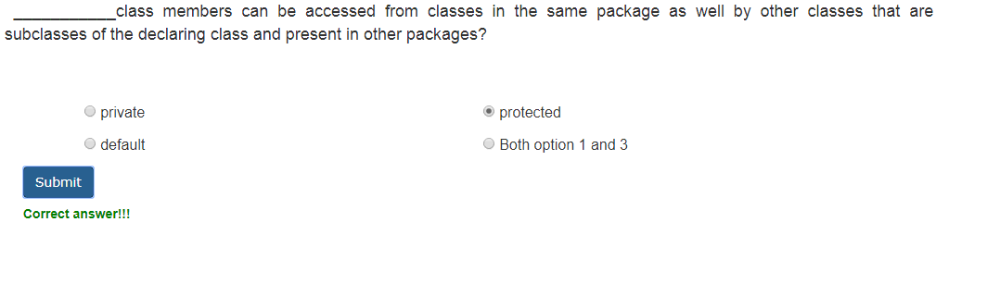 ____________class members can be accessed from classes in the same package as well by other classes that are
subclasses of the declaring class and present in other packages?
private
protected
default
Both option 1 and 3
Submit
Correct answer!!!